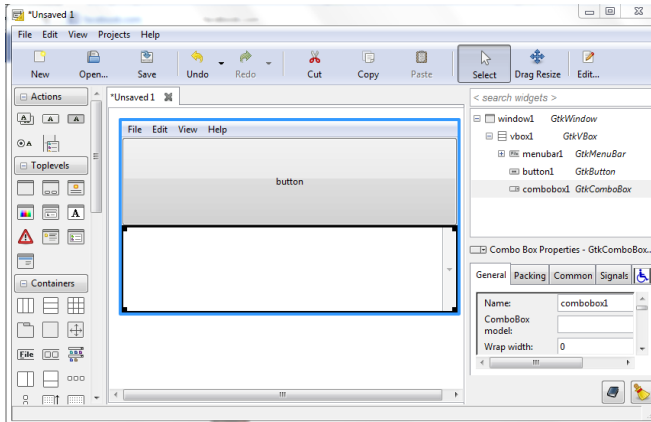 *Unsaved 1
File Edit View Projects Help
New Open... Save Undo Redo Cut Copy Paste Select Drag Resize Edit...
Actions
*Unsaved 1
< search widgets >
window1 GtkWindow
vbox1 GtkVBox
menubar1 GtkMenuBar
button1 GtkButton
combobox1 GtkComboBox
File Edit View Help
button
Toplevels
Containers
File
Combo Box Properties - GtkComboBox...
General Packing Common Signals
Name: combobox1
ComboBox
model:
Wrap width: 0